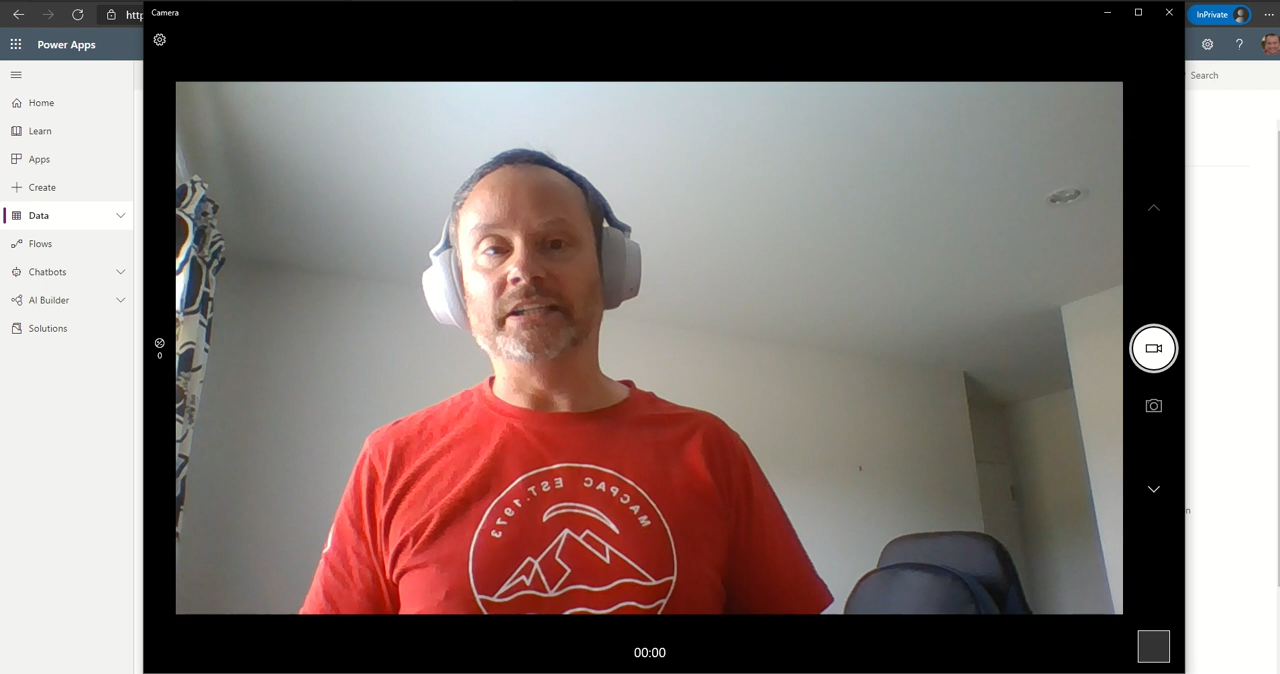 http
Camera
InPrivate
Power Apps
?
Search
Home
Learn
Apps
Create
Data
Flows
Chatbots
AI Builder
Solutions
0
MACPAC EST.1973
n
00:00